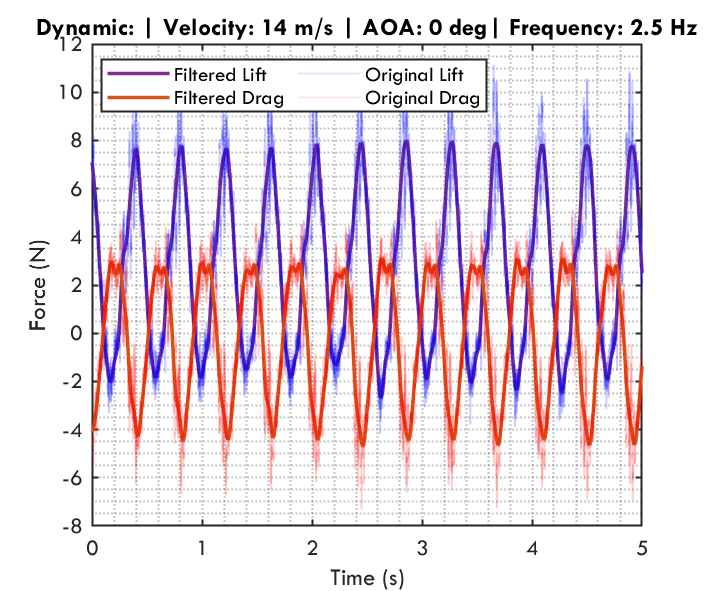 Dynamic: | Velocity: 14 m/s | AOA: 0 deg| Frequency: 2.5 Hz
Filtered Lift Original Lift
Filtered Drag Original Drag
12
10
8
6
4
2
0
-2
-4
-6
-8
Force (N)
0 1 2 3 4 5
Time (s)